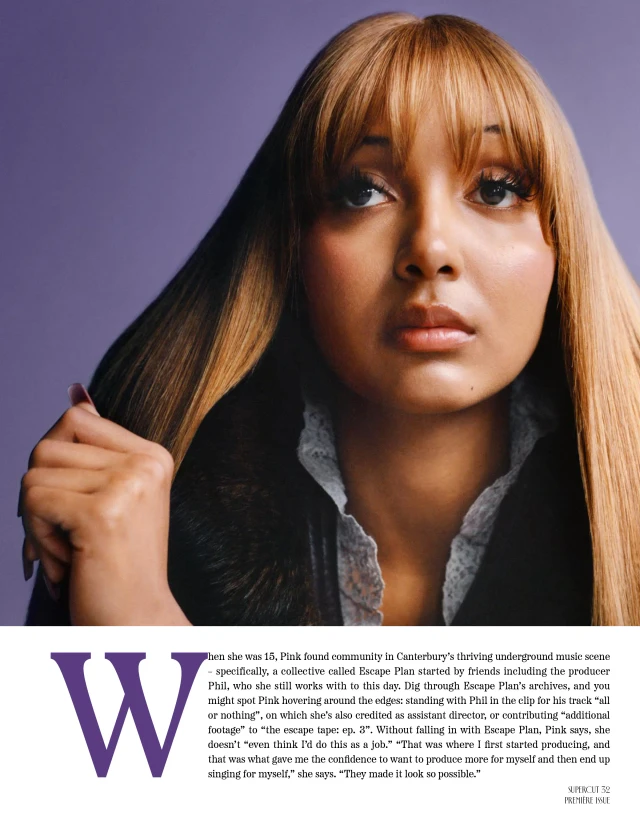 When she was 15, Pink found community in Canterbury's thriving underground music scene
– specifically, a collective called Escape Plan started by friends including the producer
Phil, who she still works with to this day. Dig through Escape Plan's archives, and you
might spot Pink hovering around the edges: standing with Phil in the clip for his track “all
or nothing”, on which she's also credited as assistant director, or contributing “additional
footage” to “the escape tape: ep. 3”. Without falling in with Escape Plan, Pink says, she
doesn't “even think I'd do this as a job.” “That was where I first started producing, and
that was what gave me the confidence to want to produce more for myself and then end up
singing for myself,” she says. “They made it look so possible.”
SUPERCUT 32
PREMIÈRE ISSUE